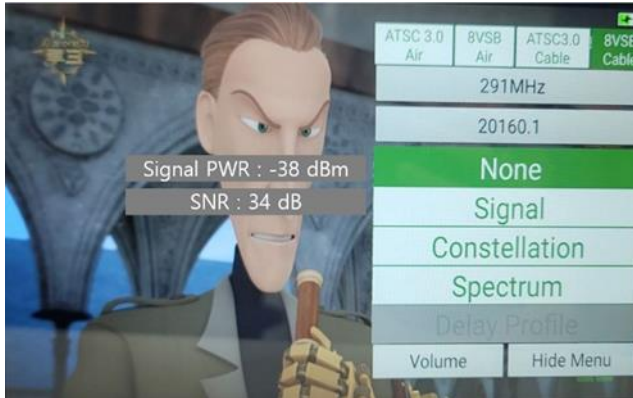 ATSC 3.0 Air
8VSB Air
ATSC3.0 Cable
8VSB Cable
291MHz
20160.1
Signal PWR : -38 dBm
SNR : 34 dB
None
Signal
Constellation
Spectrum
Delay Profile
Volume
Hide Menu